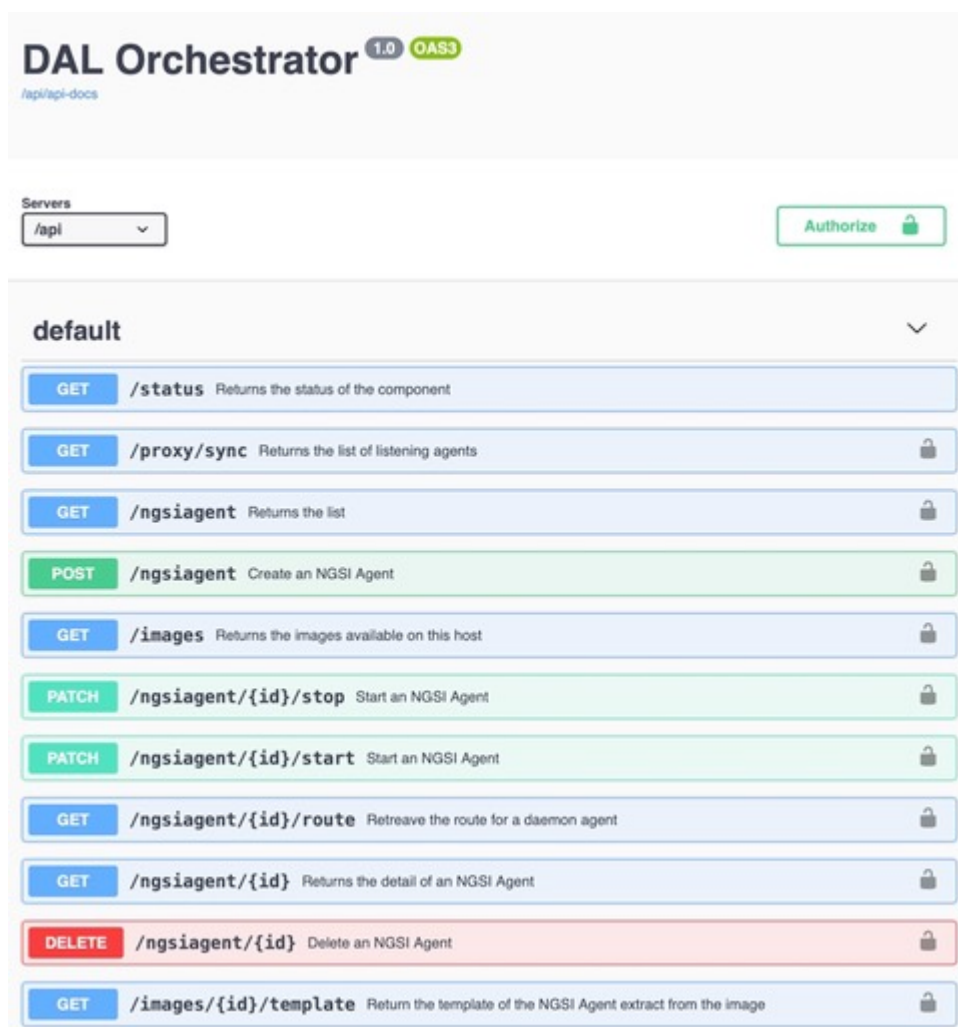 DAL Orchestrator 1.0 OAS3
/api/api-docs
Servers
/api
Authorize
default
GET /status Returns the status of the component
GET /proxy/sync Returns the list of listening agents
GET /ngsiagent Returns the list
POST /ngsiagent Create an NGSI Agent
GET /images Returns the images available on this host
PATCH /ngsiagent/{id}/stop Start an NGSI Agent
PATCH /ngsiagent/{id}/start Start an NGSI Agent
GET /ngsiagent/{id}/route Retreave the route for a daemon agent
GET /ngsiagent/{id} Returns the detail of an NGSI Agent
DELETE /ngsiagent/{id} Delete an NGSI Agent
GET /images/{id}/template Return the template of the NGSI Agent extract from the image